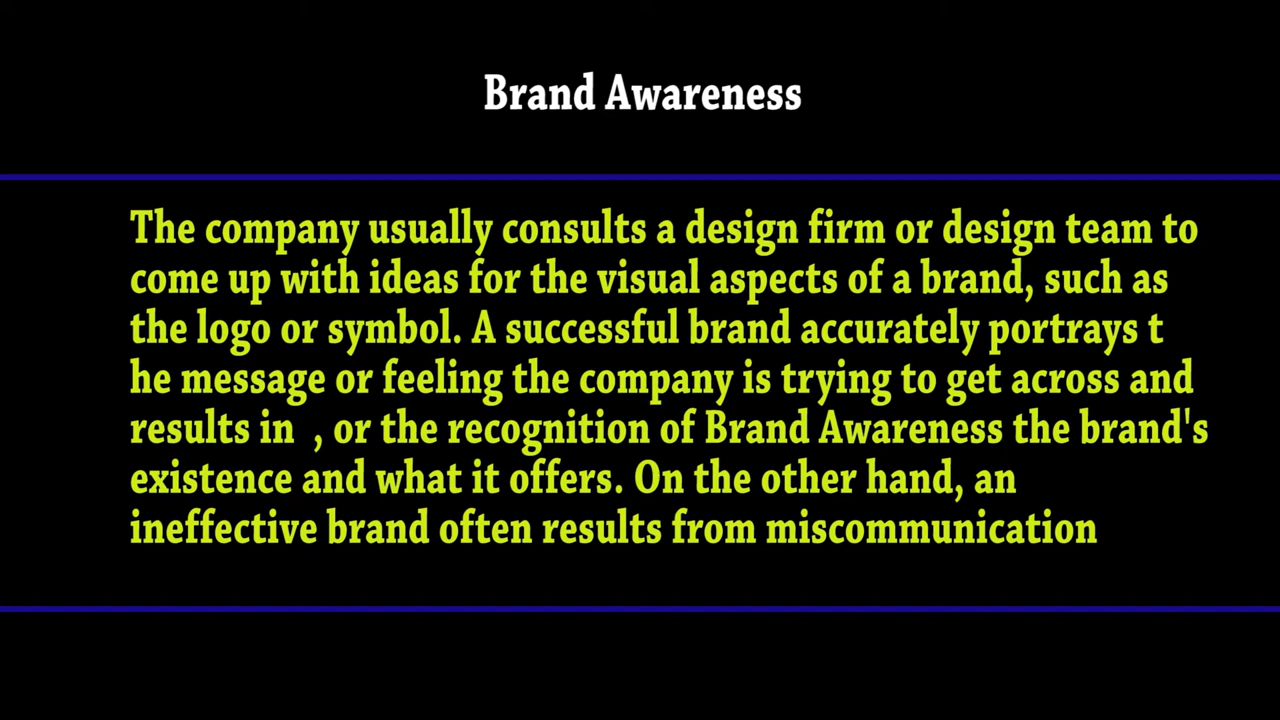 Brand Awareness
The company usually consults a design firm or design team to
come up with ideas for the visual aspects of a brand, such as
the logo or symbol. A successful brand accurately portrays t
he message or feeling the company is trying to get across and
results in  , or the recognition of Brand Awareness the brand's
existence and what it offers. On the other hand, an
ineffective brand often results from miscommunication